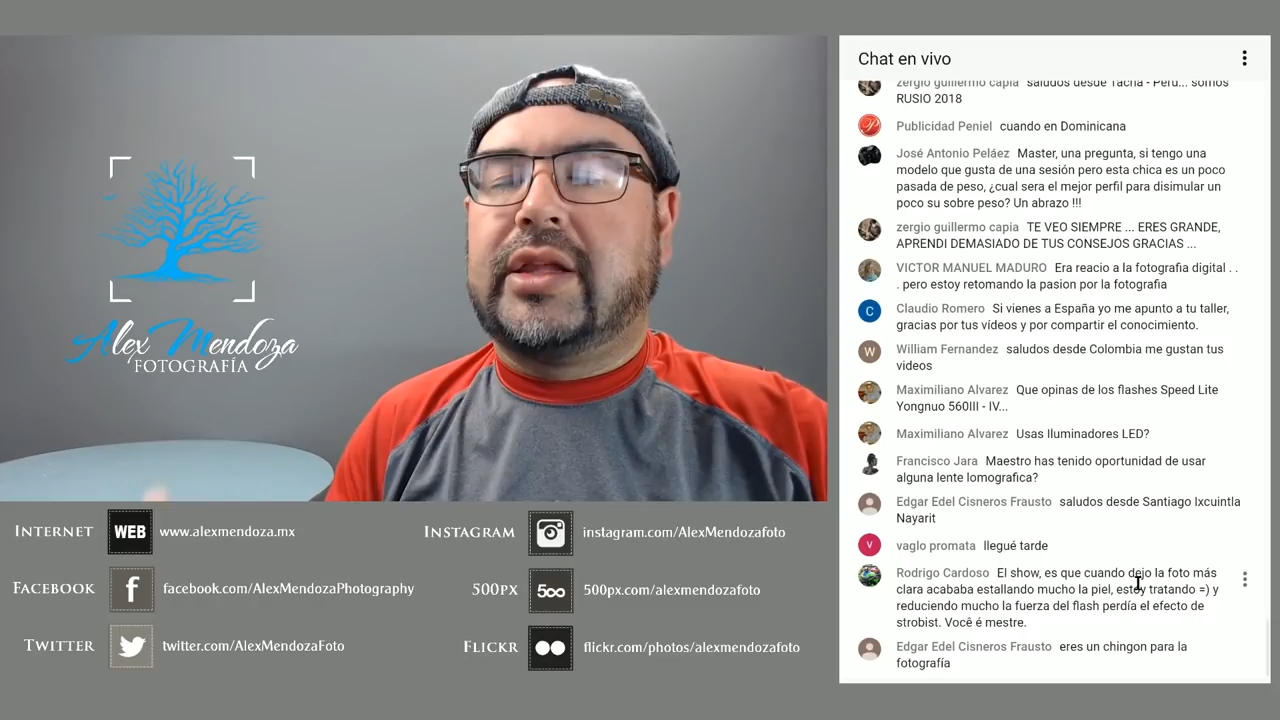 Alex Mendoza
FOTOGRAFÍA
INTERNET WEB www.alexmendoza.mx
FACEBOOK f facebook.com/AlexMendozaPhotography
TWITTER twitter.com/AlexMendozaFoto
INSTAGRAM instagram.com/AlexMendozafoto
500PX 500 500px.com/alexmendozafoto
FLICKR flickr.com/photos/alexmendozafoto
Chat en vivo
zergio guillermo capia saludos desde Tacna - Perú... somos
RUSIO 2018
Publicidad Peniel cuando en Dominicana
José Antonio Peláez Master, una pregunta, si tengo una
modelo que gusta de una sesión pero esta chica es un poco
pasada de peso, ¿cual sera el mejor perfil para disimular un
poco su sobre peso? Un abrazo !!!
zergio guillermo capia TE VEO SIEMPRE ... ERES GRANDE,
APRENDI DEMASIADO DE TUS CONSEJOS GRACIAS ...
VICTOR MANUEL MADURO Era reacio a la fotografia digital . .
. pero estoy retomando la pasion por la fotografia
C Claudio Romero Si vienes a España yo me apunto a tu taller,
gracias por tus vídeos y por compartir el conocimiento.
W William Fernandez saludos desde Colombia me gustan tus
videos
Maximiliano Alvarez Que opinas de los flashes Speed Lite
Yongnuo 560III - IV...
Maximiliano Alvarez Usas Iluminadores LED?
Francisco Jara Maestro has tenido oportunidad de usar
alguna lente lomografica?
Edgar Edel Cisneros Frausto saludos desde Santiago Ixcuintla
Nayarit
v vaglo promata llegué tarde
Rodrigo Cardoso El show, es que cuando dejo la foto más
clara acababa estallando mucho la piel, estoy tratando =) y
reduciendo mucho la fuerza del flash perdía el efecto de
strobist. Você é mestre.
Edgar Edel Cisneros Frausto eres un chingon para la
fotografía